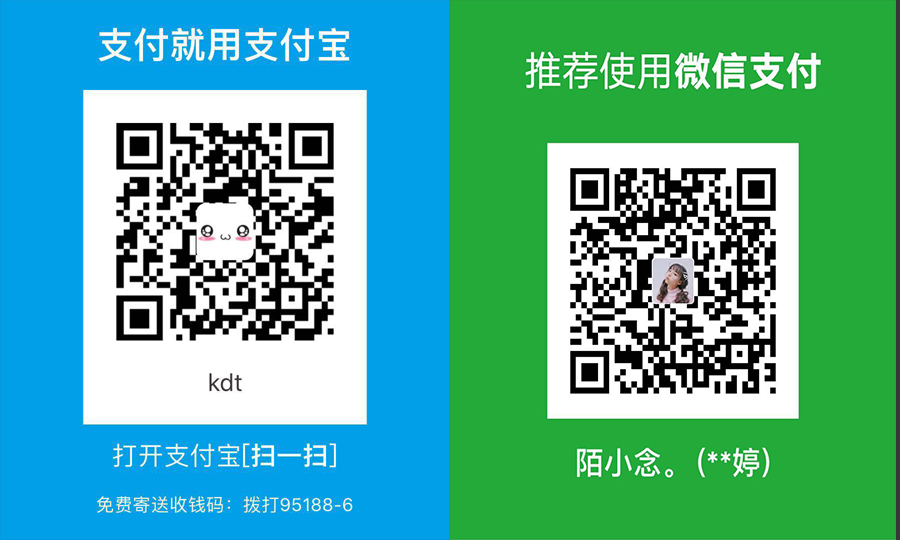 支付就用支付宝
kdt
打开支付宝[扫一扫]
免费寄送收钱码：拨打95188-6
推荐使用微信支付
陌小念。(**婷)